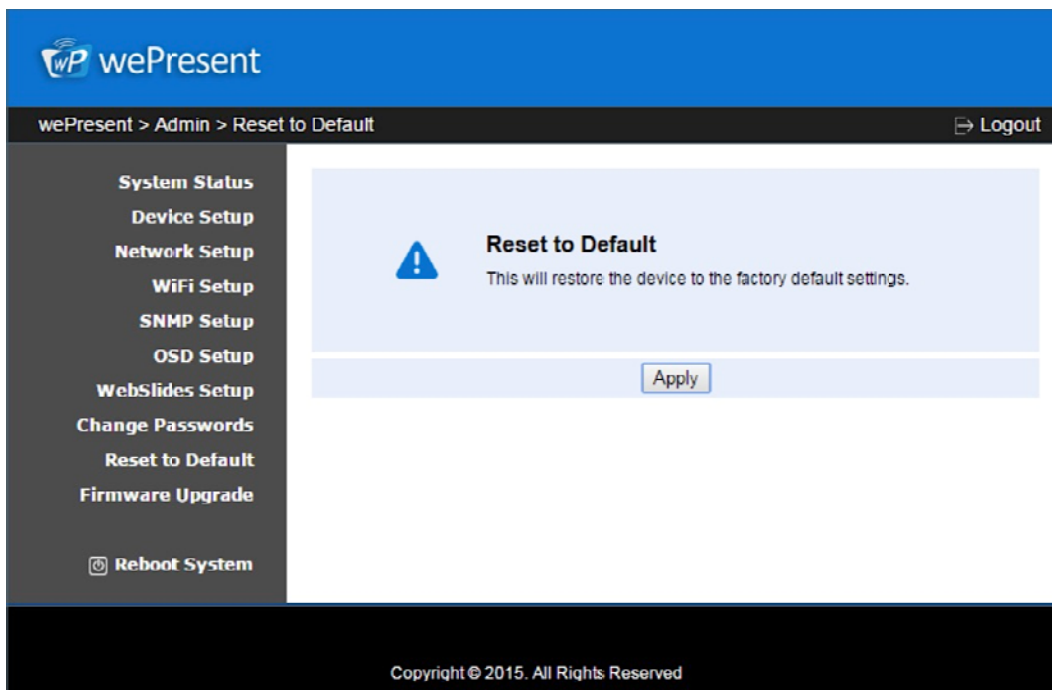 wP wePresent
wePresent > Admin > Reset to Default
Logout
System Status
Device Setup
Network Setup
WiFi Setup
SNMP Setup
OSD Setup
WebSlides Setup
Change Passwords
Reset to Default
Firmware Upgrade
Reboot System
Reset to Default
This will restore the device to the factory default settings.
Apply
Copyright © 2015. All Rights Reserved